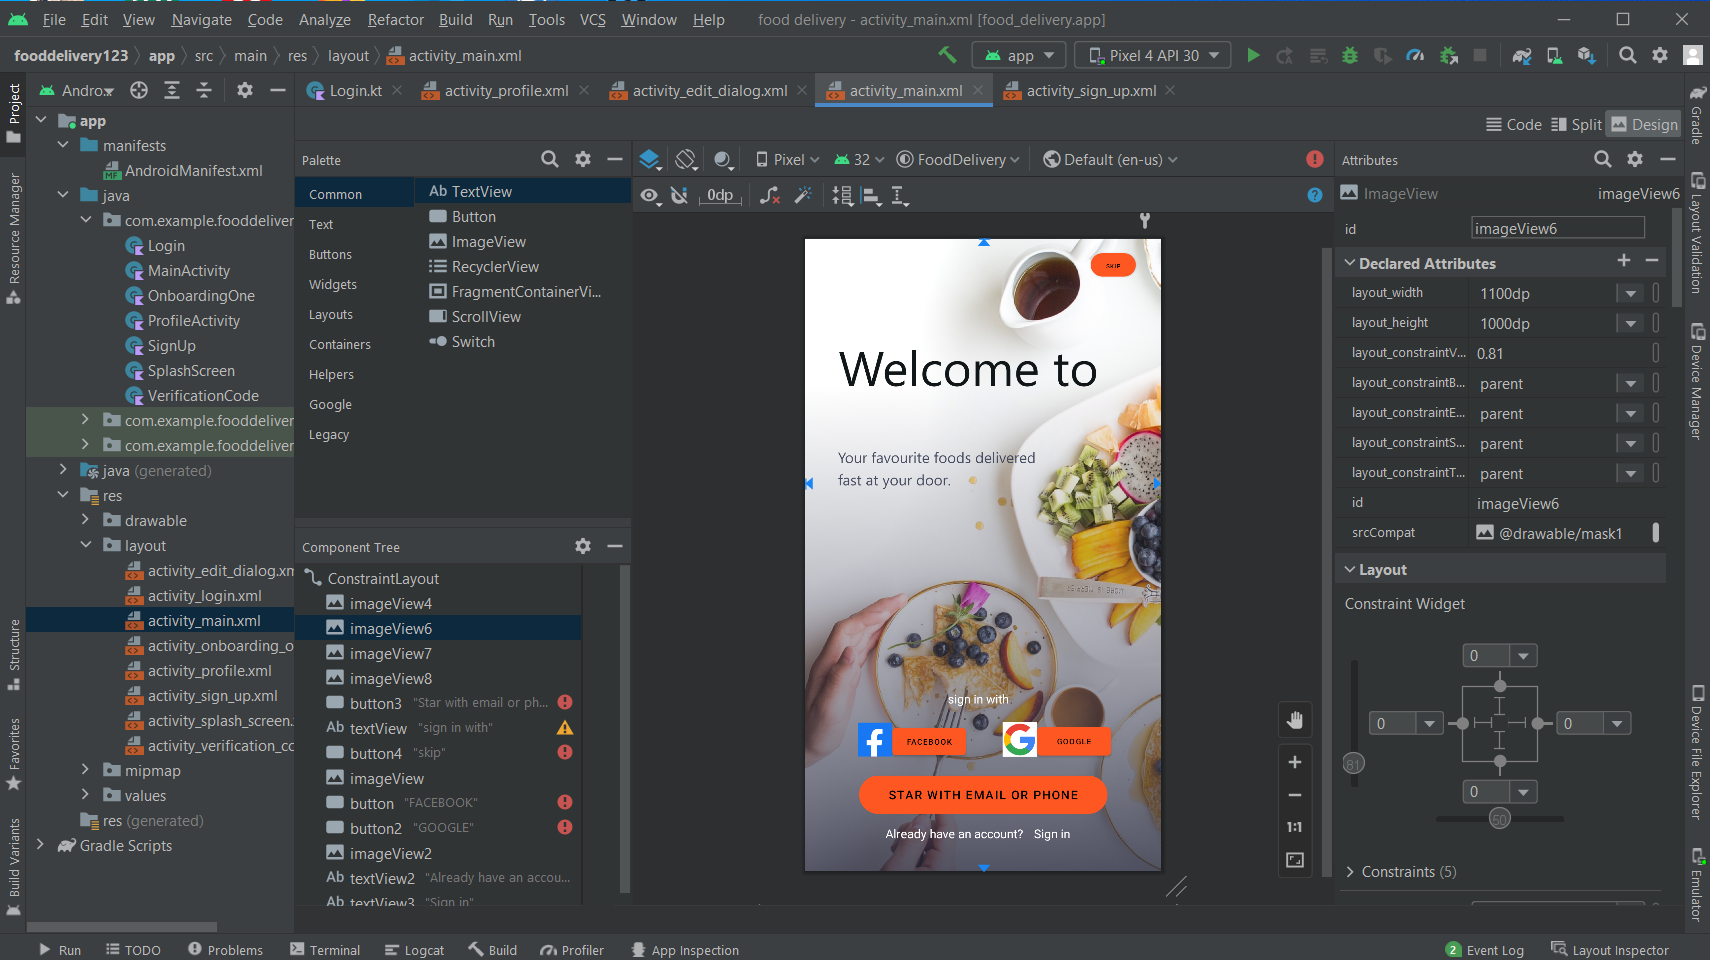 File Edit View Navigate Code Analyze Refactor Build Run Tools VCS Window Help food delivery - activity_main.xml [food_delivery.app]
fooddelivery123 app src main res layout activity_main.xml app Pixel 4 API 30
Andro... Login.kt activity_profile.xml activity_edit_dialog.xml activity_main.xml activity_sign_up.xml
Code Split Design
Project
Resource Manager
Structure
Favorites
Build Variants
app
manifests
AndroidManifest.xml
java
com.example.fooddeliver
Login
MainActivity
OnboardingOne
ProfileActivity
SignUp
SplashScreen
VerificationCode
com.example.fooddeliver
com.example.fooddeliver
java (generated)
res
drawable
layout
activity_edit_dialog.xm
activity_login.xml
activity_main.xml
activity_onboarding_o
activity_profile.xml
activity_sign_up.xml
activity_splash_screen.
activity_verification_co
mipmap
values
res (generated)
Gradle Scripts
Palette
Common
Text
Buttons
Widgets
Layouts
Containers
Helpers
Google
Legacy
Ab TextView
Button
ImageView
RecyclerView
FragmentContainerVi...
ScrollView
Switch
Component Tree
ConstraintLayout
imageView4
imageView6
imageView7
imageView8
button3 "Star with email or ph...
Ab textView "sign in with"
button4 "skip"
imageView
button "FACEBOOK"
button2 "GOOGLE"
imageView2
Ab textView2 "Already have an accou...
Ab textView3 "Sign in"
Pixel 32 FoodDelivery Default (en-us)
0dp
SKIP
Welcome to
Your favourite foods delivered
fast at your door.
sign in with
FACEBOOK GOOGLE
STAR WITH EMAIL OR PHONE
Already have an account? Sign in
1:1
Attributes
ImageView imageView6
id imageView6
Declared Attributes
layout_width 1100dp
layout_height 1000dp
layout_constraintV... 0.81
layout_constraintB... parent
layout_constraintE... parent
layout_constraintS... parent
layout_constraintT... parent
id imageView6
srcCompat @drawable/mask1
Layout
Constraint Widget
0
0 0
81
0
50
Constraints (5)
Gradle
Layout Validation
Device Manager
Device File Explorer
Emulator
Run TODO Problems Terminal Logcat Build Profiler App Inspection 2 Event Log Layout Inspector